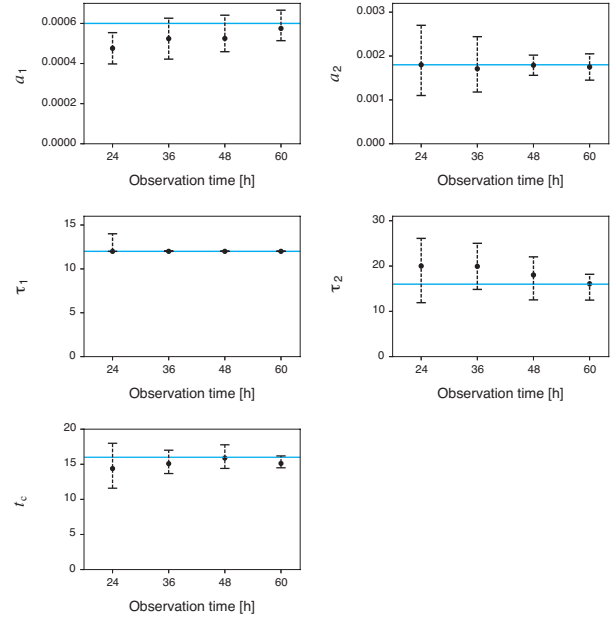 a1
0.0006
0.0004
0.0002
0.0000
24 36 48 60
Observation time [h]
a2
0.003
0.002
0.001
0.000
24 36 48 60
Observation time [h]
τ1
15
10
5
0
24 36 48 60
Observation time [h]
τ2
30
20
10
0
24 36 48 60
Observation time [h]
tc
20
15
10
5
0
24 36 48 60
Observation time [h]